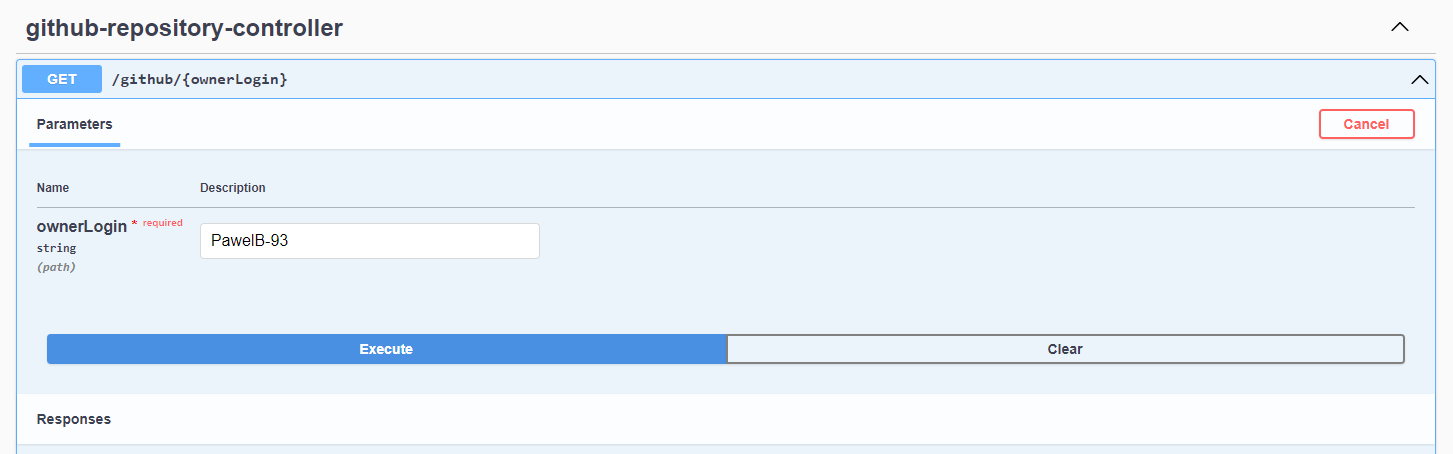 github-repository-controller
GET /github/{ownerLogin}
Parameters
Cancel
Name Description
ownerLogin * required
string
(path)
PawelB-93
Execute Clear
Responses